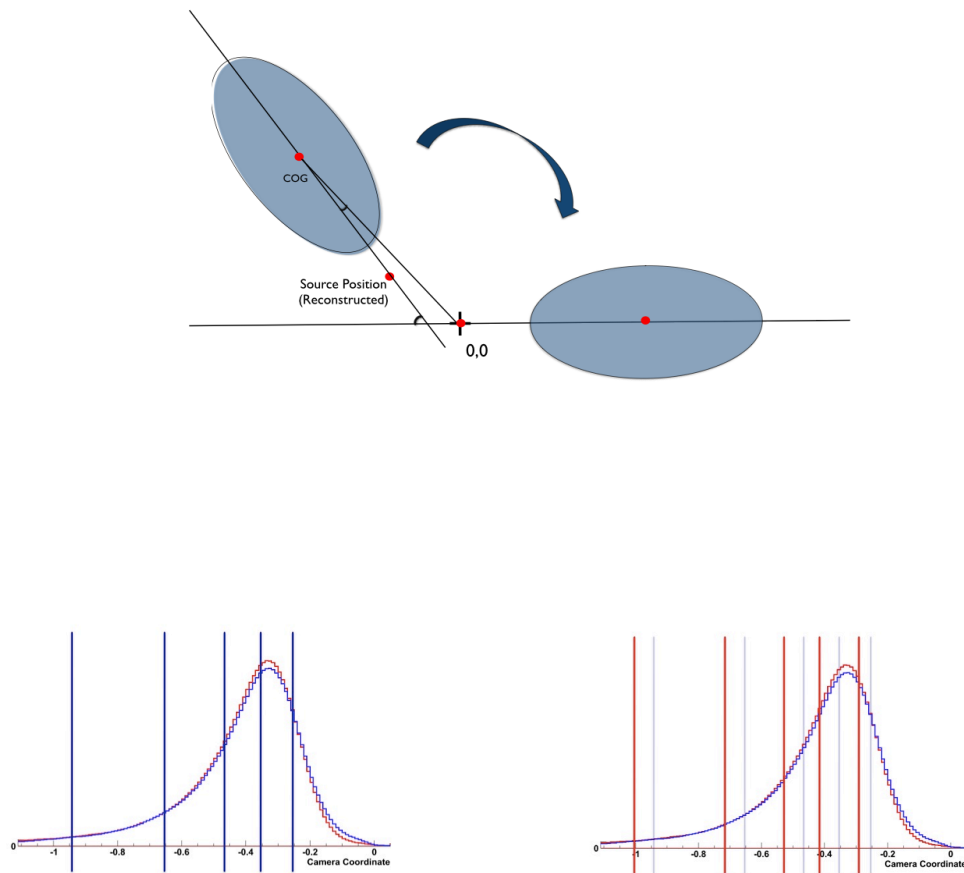 COG
Source Position
(Reconstructed)
0,0
0
-1 -0.8 -0.6 -0.4 -0.2 0
Camera Coordinate
0
-1 -0.8 -0.6 -0.4 -0.2 0
Camera Coordinate